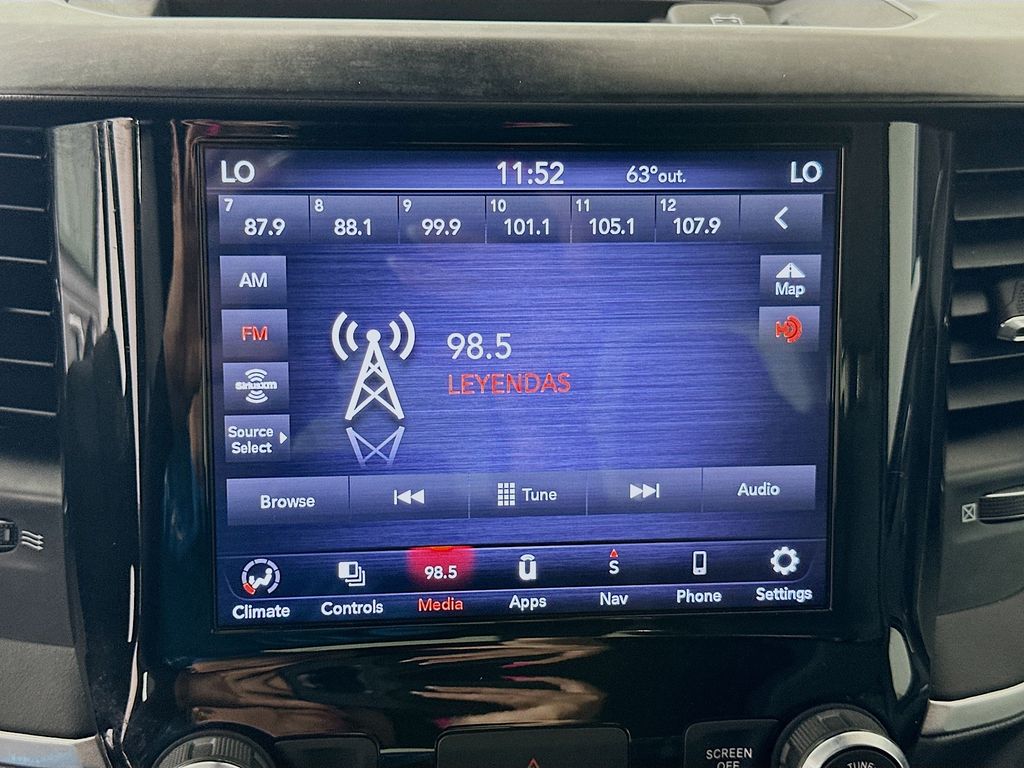 LO 11:52 63°out. LO
7 8 9 10 11 12
87.9 88.1 99.9 101.1 105.1 107.9
AM
Map
FM
98.5
LEYENDAS
SiriusXM
Source
Select
Browse Tune Audio
98.5 S
Climate Controls Media Apps Nav Phone Settings
SCREEN
OFF
TUNE